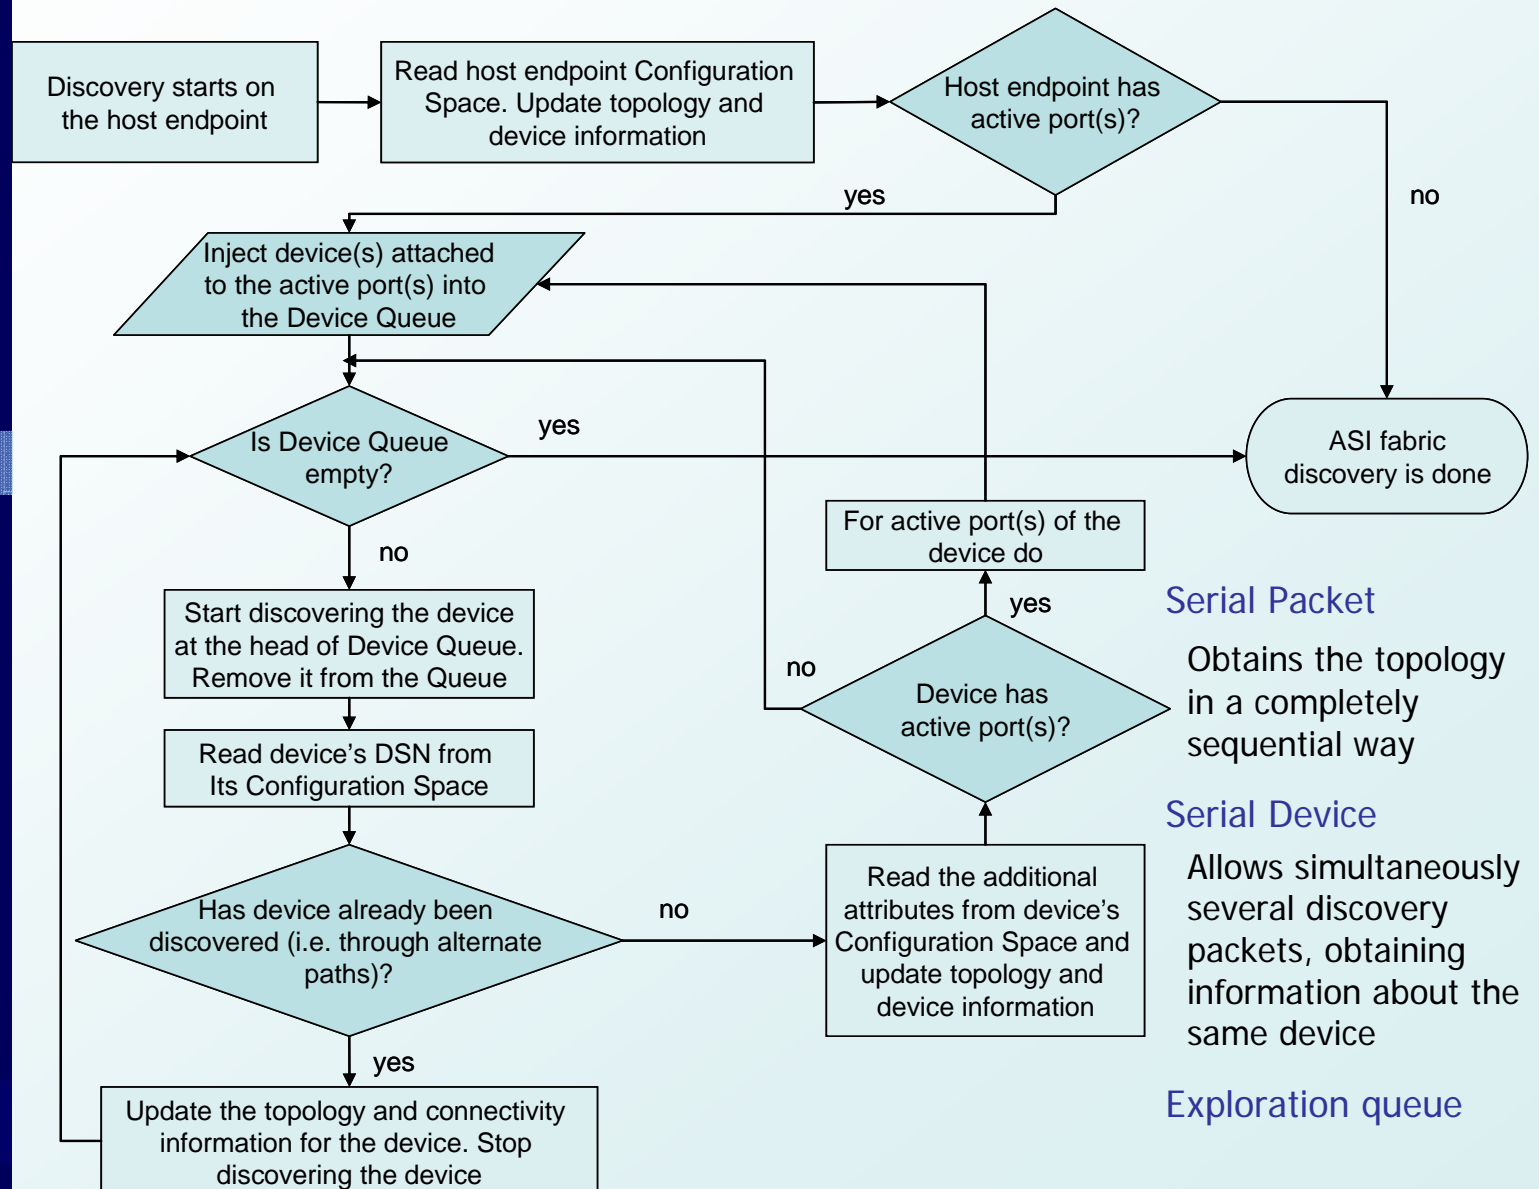 Discovery starts on
the host endpoint
Read host endpoint Configuration
Space. Update topology and
device information
Host endpoint has
active port(s)?
yes
no
Inject device(s) attached
to the active port(s) into
the Device Queue
Is Device Queue
empty?
yes
ASI fabric
discovery is done
no
For active port(s) of the
device do
yes
Start discovering the device
at the head of Device Queue.
Remove it from the Queue
no
Device has
active port(s)?
Read device's DSN from
Its Configuration Space
Has device already been
discovered (i.e. through alternate
paths)?
no
Read the additional
attributes from device's
Configuration Space and
update topology and
device information
yes
Update the topology and connectivity
information for the device. Stop
discovering the device
Serial Packet
Obtains the topology
in a completely
sequential way
Serial Device
Allows simultaneously
several discovery
packets, obtaining
information about the
same device
Exploration queue